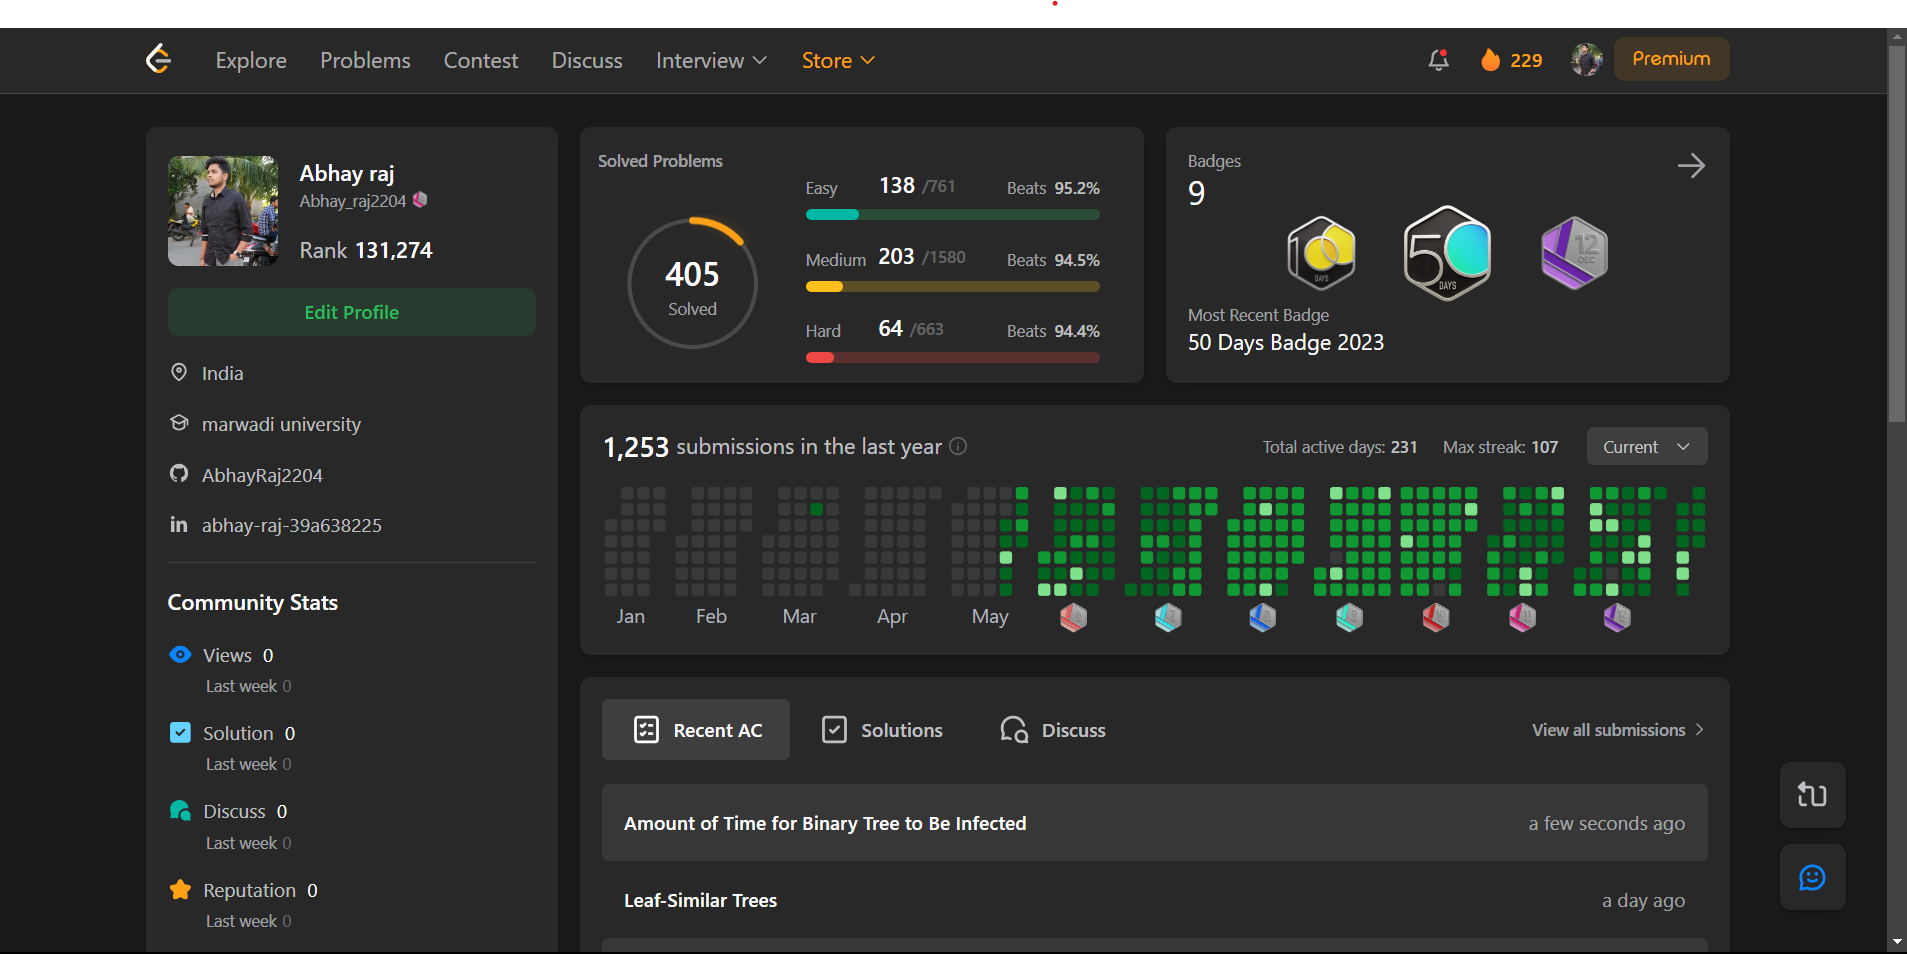 Explore Problems Contest Discuss Interview Store 229 Premium
Abhay raj
Abhay_raj2204
Rank 131,274
Edit Profile
India
marwadi university
AbhayRaj2204
abhay-raj-39a638225
Community Stats
Views 0
Last week 0
Solution 0
Last week 0
Discuss 0
Last week 0
Reputation 0
Last week 0
Solved Problems
405
Solved
Easy 138 /761 Beats 95.2%
Medium 203 /1580 Beats 94.5%
Hard 64 /663 Beats 94.4%
Badges
9
100 DAYS
50 DAYS
12 DEC
Most Recent Badge
50 Days Badge 2023
1,253 submissions in the last year Total active days: 231 Max streak: 107 Current
Jan Feb Mar Apr May
Recent AC Solutions Discuss View all submissions
Amount of Time for Binary Tree to Be Infected a few seconds ago
Leaf-Similar Trees a day ago